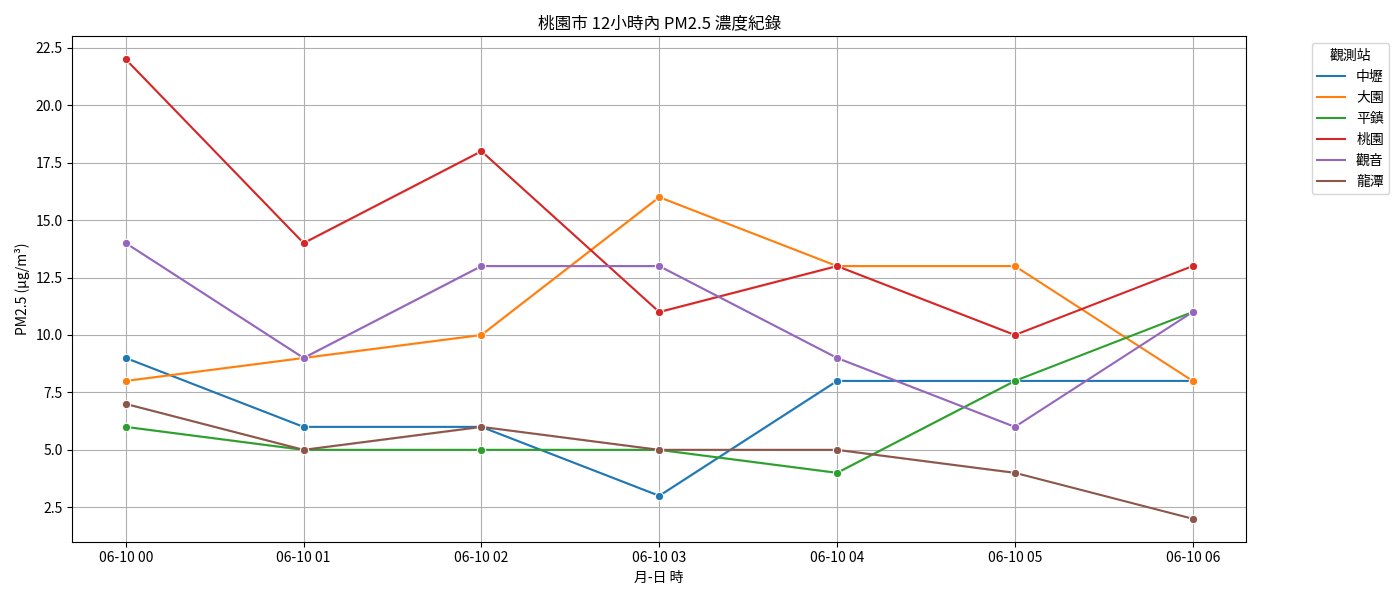 桃園市 12小時內 PM2.5 濃度紀錄
22.5
20.0
17.5
15.0
12.5
10.0
7.5
5.0
2.5
PM2.5 (μg/m³)
06-10 00
06-10 01
06-10 02
06-10 03
06-10 04
06-10 05
06-10 06
月-日 時
觀測站
中壢
大園
平鎮
桃園
觀音
龍潭